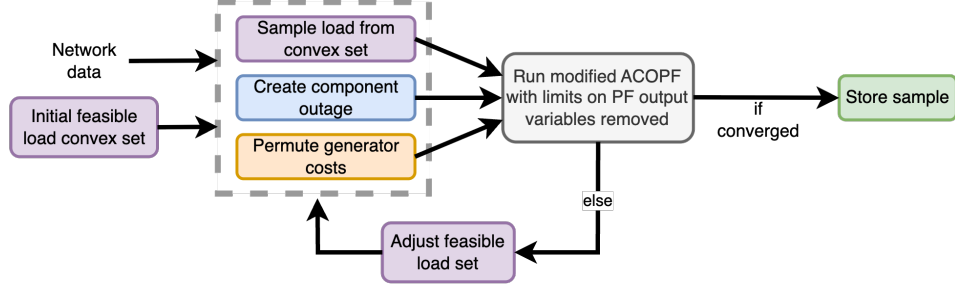 Network
data
Initial feasible
load convex set
Sample load from
convex set
Create component
outage
Permute generator
costs
Run modified ACOPF
with limits on PF output
variables removed
if
converged
Store sample
else
Adjust feasible
load set